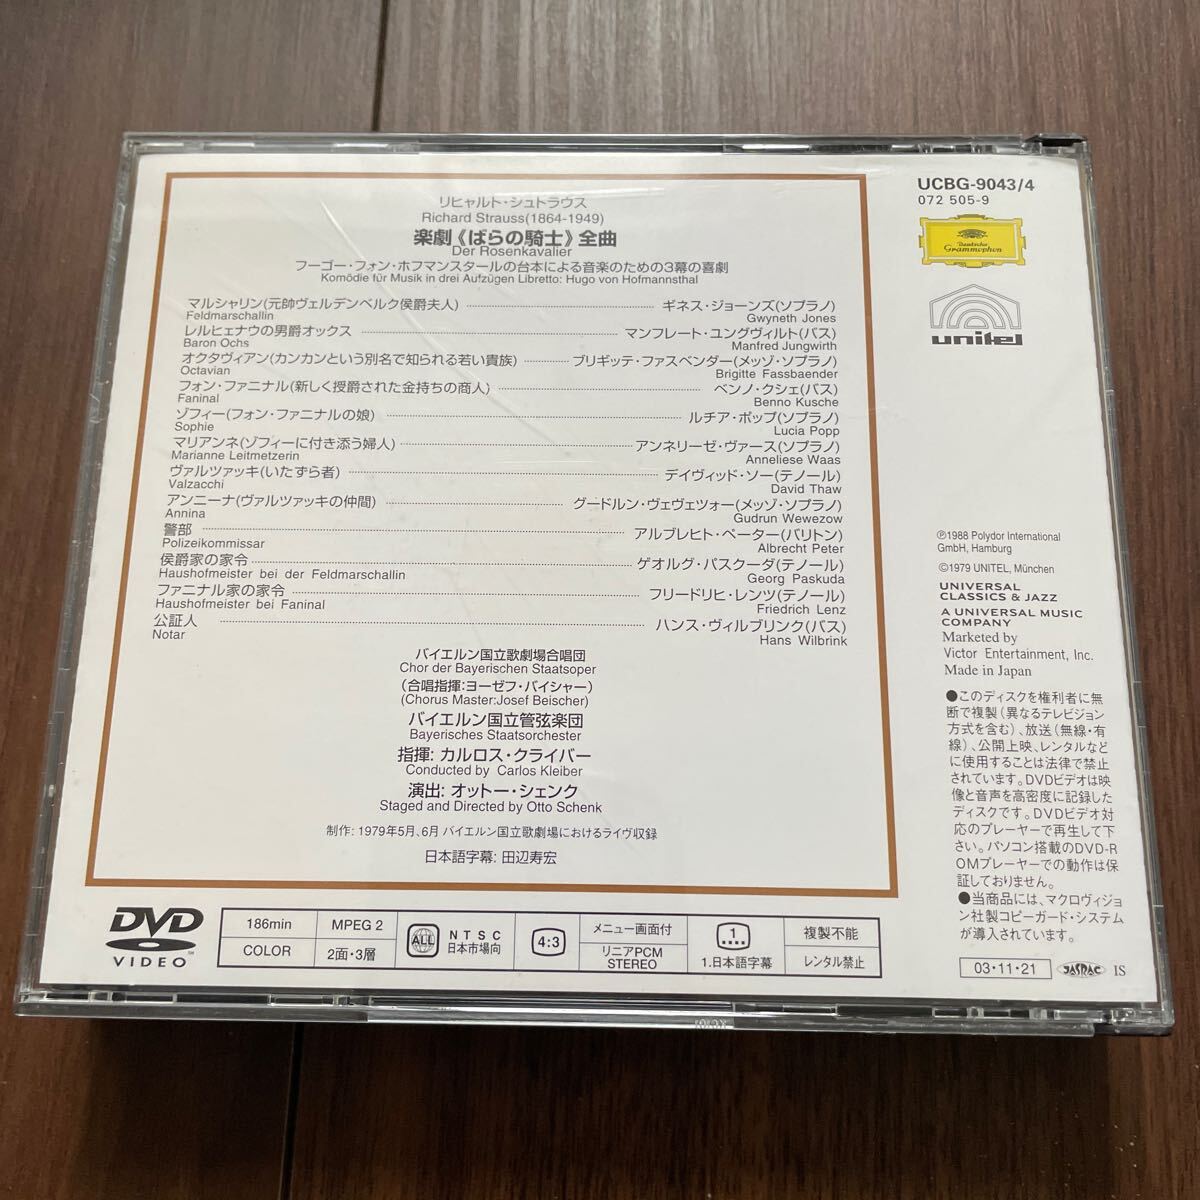 リヒャルト・シュトラウス
Richard Strauss(1864-1949)
楽劇《ばらの騎士》全曲
Der Rosenkavalier
フーゴー・フォン・ホフマンスタールの台本による音楽のための3幕の喜劇
Komödie für Musik in drei Aufzügen Libretto: Hugo von Hofmannsthal
マルシャリン(元帥ヴェルデンベルク侯爵夫人) ギネス・ジョーンズ(ソプラノ)
Feldmarschallin Gwyneth Jones
レルヒェナウの男爵オックス マンフレート・ユングヴィルト(バス)
Baron Ochs Manfred Jungwirth
オクタヴィアン(カンカンという別名で知られる若い貴族) ブリギッテ・ファスベンダー(メッゾ・ソプラノ)
Octavian Brigitte Fassbaender
フォン・ファニナル(新しく授爵された金持ちの商人) ベンノ・クシェ(バス)
Faninal Benno Kusche
ゾフィー(フォン・ファニナルの娘) ルチア・ポップ(ソプラノ)
Sophie Lucia Popp
マリアンネ(ゾフィーに付き添う婦人) アンネリーゼ・ヴァース(ソプラノ)
Marianne Leitmetzerin Anneliese Waas
ヴァルツァッキ(いたずら者) デイヴィッド・ソー(テノール)
Valzacchi David Thaw
アンニーナ(ヴァルツァッキの仲間) グードルン・ヴェヴェツォー(メッゾ・ソプラノ)
Annina Gudrun Wewezow
警部 アルブレヒト・ペーター(バリトン)
Polizeikommissar Albrecht Peter
侯爵家の家令 ゲオルグ・パスクーダ(テノール)
Haushofmeister bei der Feldmarschallin Georg Paskuda
ファニナル家の家令 フリードリヒ・レンツ(テノール)
Haushofmeister bei Faninal Friedrich Lenz
公証人 ハンス・ヴィルブリンク(バス)
Notar Hans Wilbrink
バイエルン国立歌劇場合唱団
Chor der Bayerischen Staatsoper
(合唱指揮:ヨーゼフ・バイシャー)
(Chorus Master:Josef Beischer)
バイエルン国立管弦楽団
Bayerisches Staatsorchester
指揮: カルロス・クライバー
Conducted by Carlos Kleiber
演出: オットー・シェンク
Staged and Directed by Otto Schenk
制作: 1979年5月、6月 バイエルン国立歌劇場におけるライヴ収録
日本語字幕: 田辺寿宏
UCBG-9043/4
072 505-9
Deutsche
Grammophon
unitel
Ⓟ1988 Polydor International
GmbH, Hamburg
©1979 UNITEL, München
UNIVERSAL
CLASSICS & JAZZ
A UNIVERSAL MUSIC
COMPANY
Marketed by
Victor Entertainment, Inc.
Made in Japan
●このディスクを権利者に無
断で複製(異なるテレビジョン
方式を含む)、放送(無線・有
線)、公開上映、レンタルなど
に使用することは法律で禁止
されています。DVDビデオは映
像と音声を高密度に記録した
ディスクです。DVDビデオ対
応のプレーヤーで再生して下
さい。パソコン搭載のDVD-R
OMプレーヤーでの動作は保
証しておりません。
●当商品には、マクロヴィジョ
ン社製コピーガード・システム
が導入されています。
03・11・21 JASRAC IS
DVD
VIDEO
186min MPEG 2
COLOR 2面・3層
ALL NTSC
日本市場向
4:3
メニュー画面付
リニアPCM
STEREO
1
1.日本語字幕
複製不能
レンタル禁止